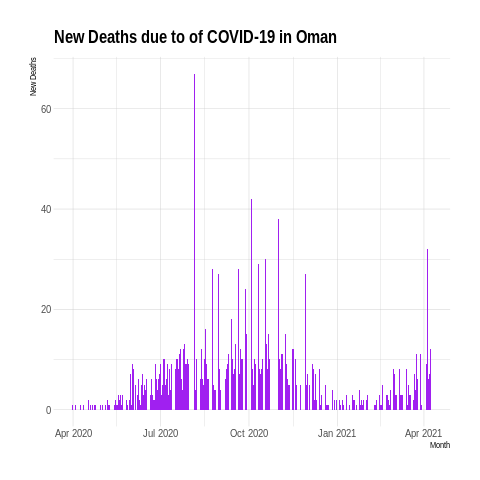 New Deaths due to of COVID-19 in Oman
New Deaths
60
40
20
0
Apr 2020 Jul 2020 Oct 2020 Jan 2021 Apr 2021
Month